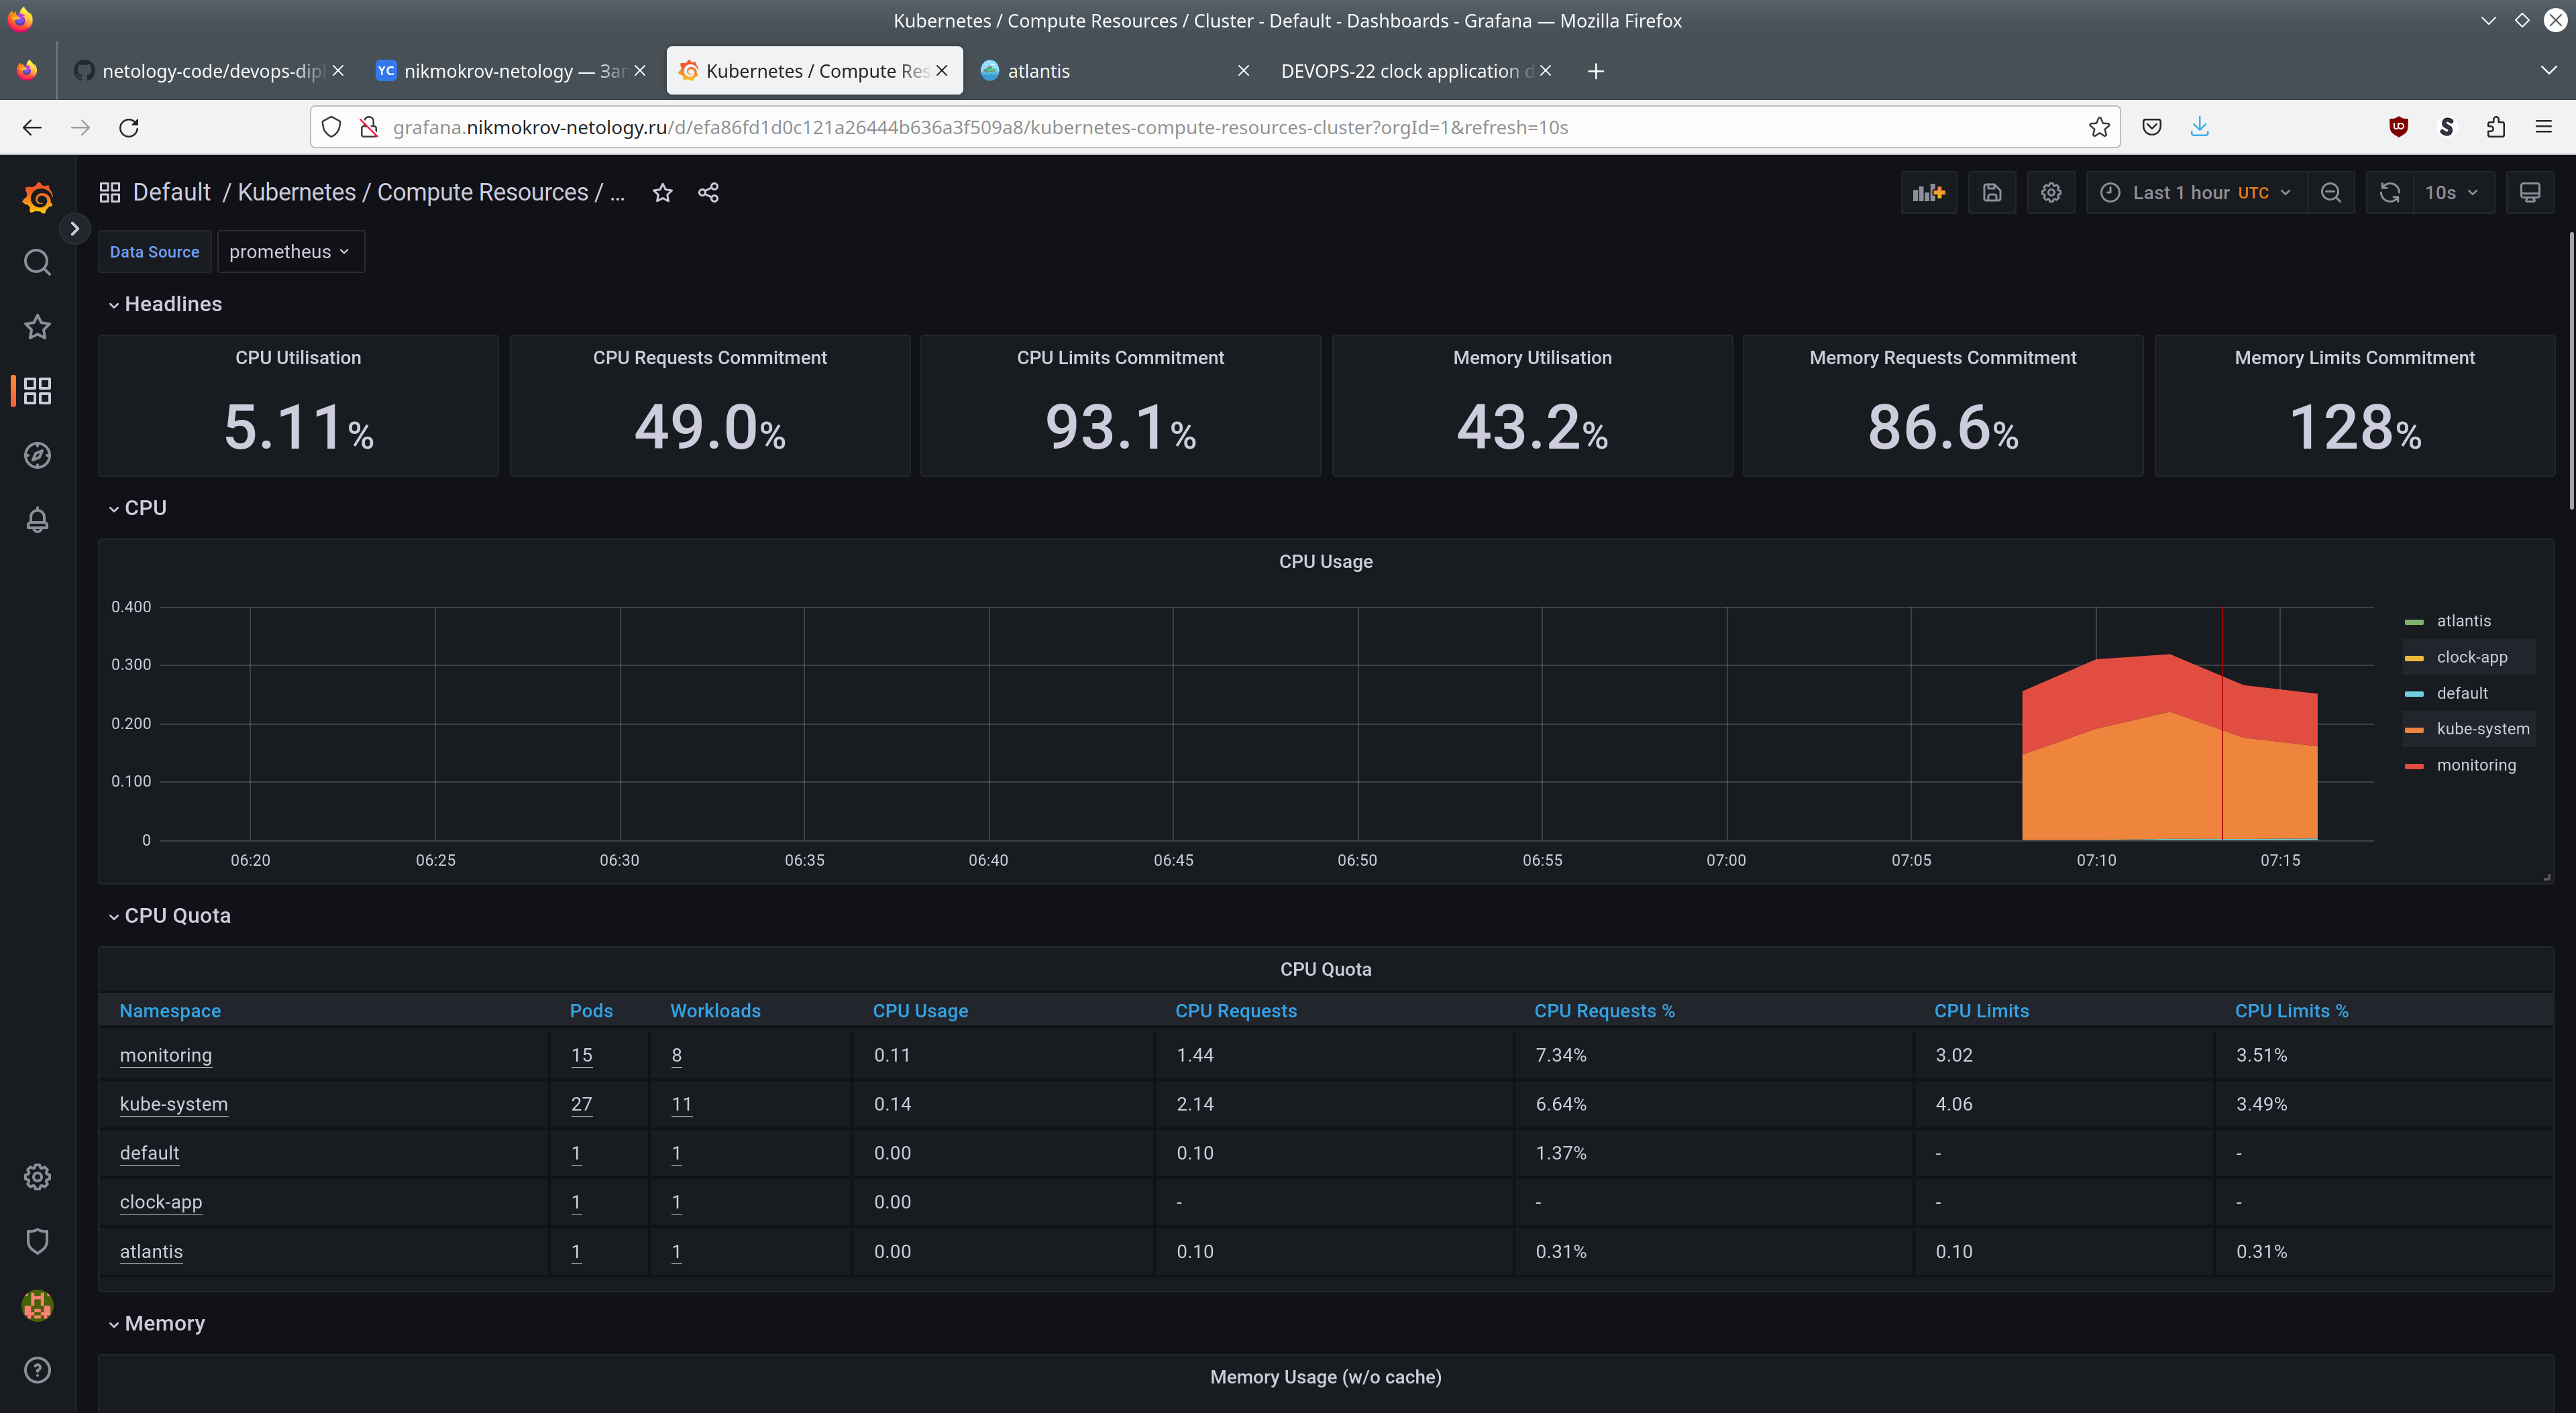 Kubernetes / Compute Resources / Cluster - Default - Dashboards - Grafana — Mozilla Firefox
netology-code/devops-dipl
YC nikmokrov-netology — Заг
Kubernetes / Compute Res
atlantis
DEVOPS-22 clock application d
grafana.nikmokrov-netology.ru/d/efa86fd1d0c121a26444b636a3f509a8/kubernetes-compute-resources-cluster?orgId=1&refresh=10s
Default / Kubernetes / Compute Resources / ...
Last 1 hour UTC
10s
Data Source prometheus
Headlines
CPU Utilisation
5.11%
CPU Requests Commitment
49.0%
CPU Limits Commitment
93.1%
Memory Utilisation
43.2%
Memory Requests Commitment
86.6%
Memory Limits Commitment
128%
CPU
CPU Usage
0.400
0.300
0.200
0.100
0
06:20 06:25 06:30 06:35 06:40 06:45 06:50 06:55 07:00 07:05 07:10 07:15
atlantis
clock-app
default
kube-system
monitoring
CPU Quota
CPU Quota
Namespace Pods Workloads CPU Usage CPU Requests CPU Requests % CPU Limits CPU Limits %
monitoring 15 8 0.11 1.44 7.34% 3.02 3.51%
kube-system 27 11 0.14 2.14 6.64% 4.06 3.49%
default 1 1 0.00 0.10 1.37% - -
clock-app 1 1 0.00 - - - -
atlantis 1 1 0.00 0.10 0.31% 0.10 0.31%
Memory
Memory Usage (w/o cache)